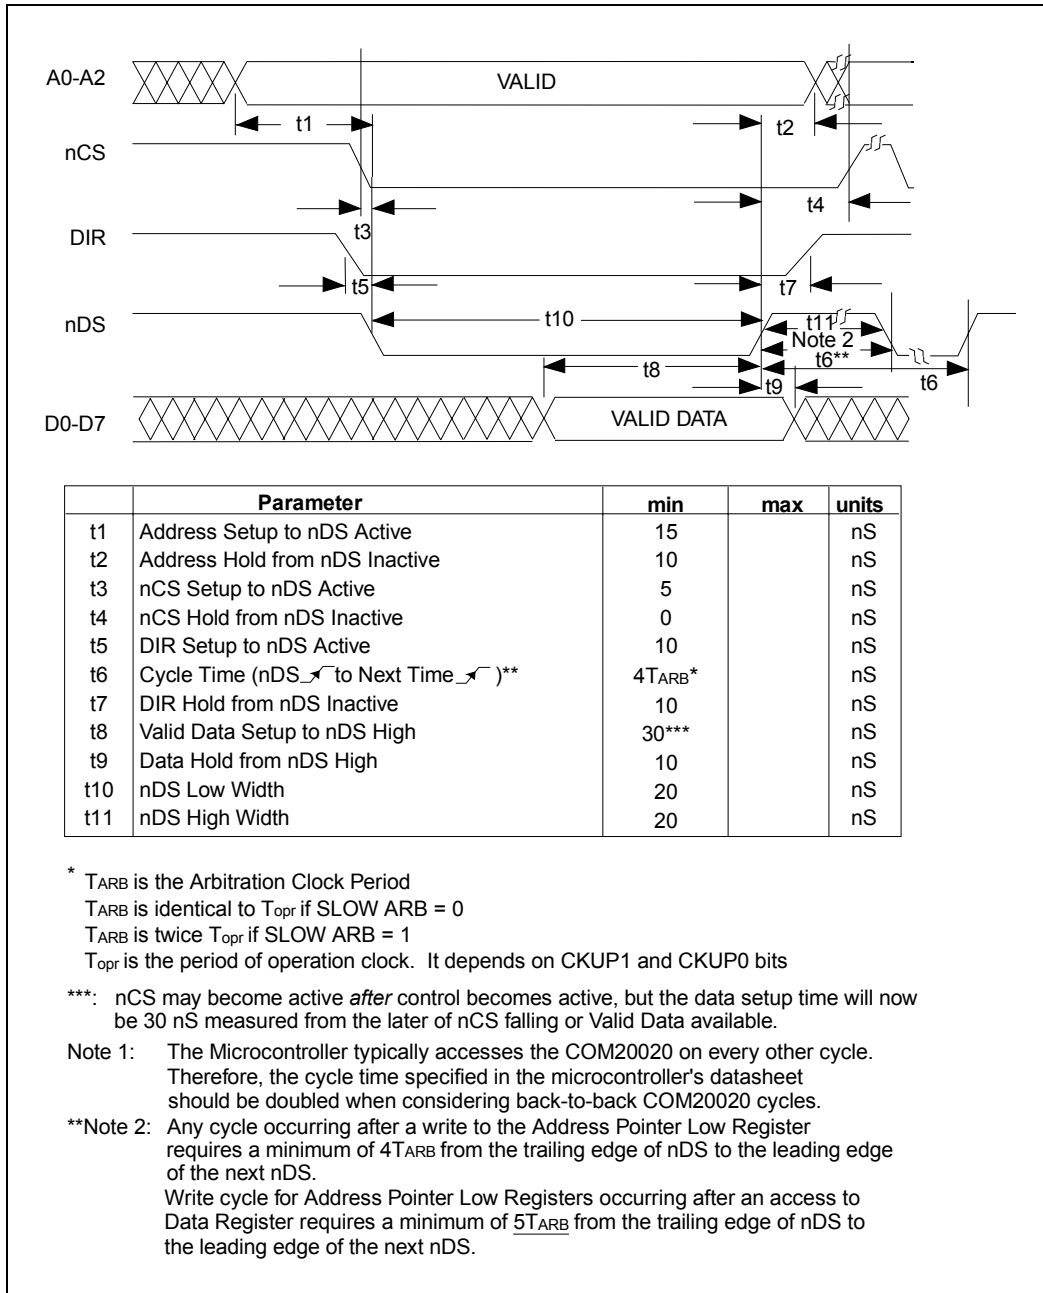 A0-A2
VALID
t1
t2
nCS
t3
t4
DIR
t5
t7
nDS
t10
t11
Note 2
t6**
t8
t9
t6
D0-D7
VALID DATA
Parameter min max units
t1 Address Setup to nDS Active 15 nS
t2 Address Hold from nDS Inactive 10 nS
t3 nCS Setup to nDS Active 5 nS
t4 nCS Hold from nDS Inactive 0 nS
t5 DIR Setup to nDS Active 10 nS
t6 Cycle Time (nDS to Next Time )** 4TARB* nS
t7 DIR Hold from nDS Inactive 10 nS
t8 Valid Data Setup to nDS High 30*** nS
t9 Data Hold from nDS High 10 nS
t10 nDS Low Width 20 nS
t11 nDS High Width 20 nS
* TARB is the Arbitration Clock Period
TARB is identical to Topr if SLOW ARB = 0
TARB is twice Topr if SLOW ARB = 1
Topr is the period of operation clock. It depends on CKUP1 and CKUP0 bits
***: nCS may become active after control becomes active, but the data setup time will now
be 30 nS measured from the later of nCS falling or Valid Data available.
Note 1: The Microcontroller typically accesses the COM20020 on every other cycle.
Therefore, the cycle time specified in the microcontroller's datasheet
should be doubled when considering back-to-back COM20020 cycles.
**Note 2: Any cycle occurring after a write to the Address Pointer Low Register
requires a minimum of 4TARB from the trailing edge of nDS to the leading edge
of the next nDS.
Write cycle for Address Pointer Low Registers occurring after an access to
Data Register requires a minimum of 5TARB from the trailing edge of nDS to
the leading edge of the next nDS.